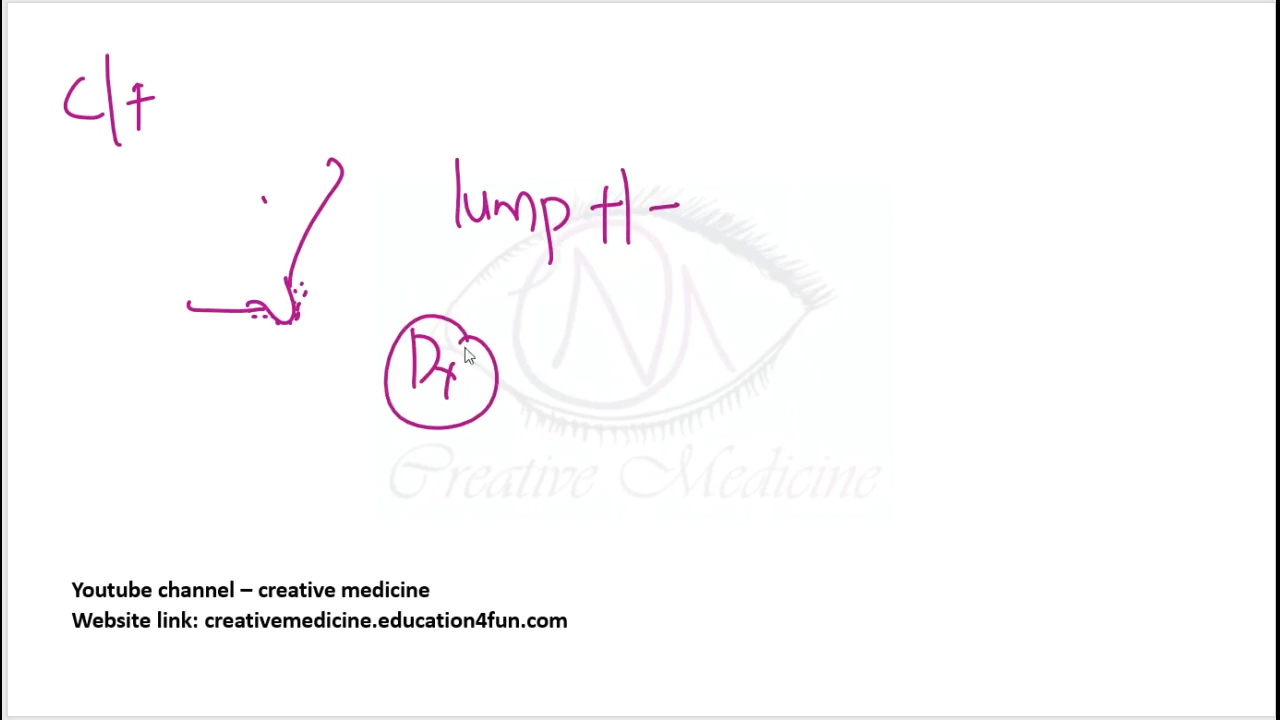 C/f
lump +/-
Dx
Creative Medicine
Youtube channel – creative medicine
Website link: creativemedicine.education4fun.com